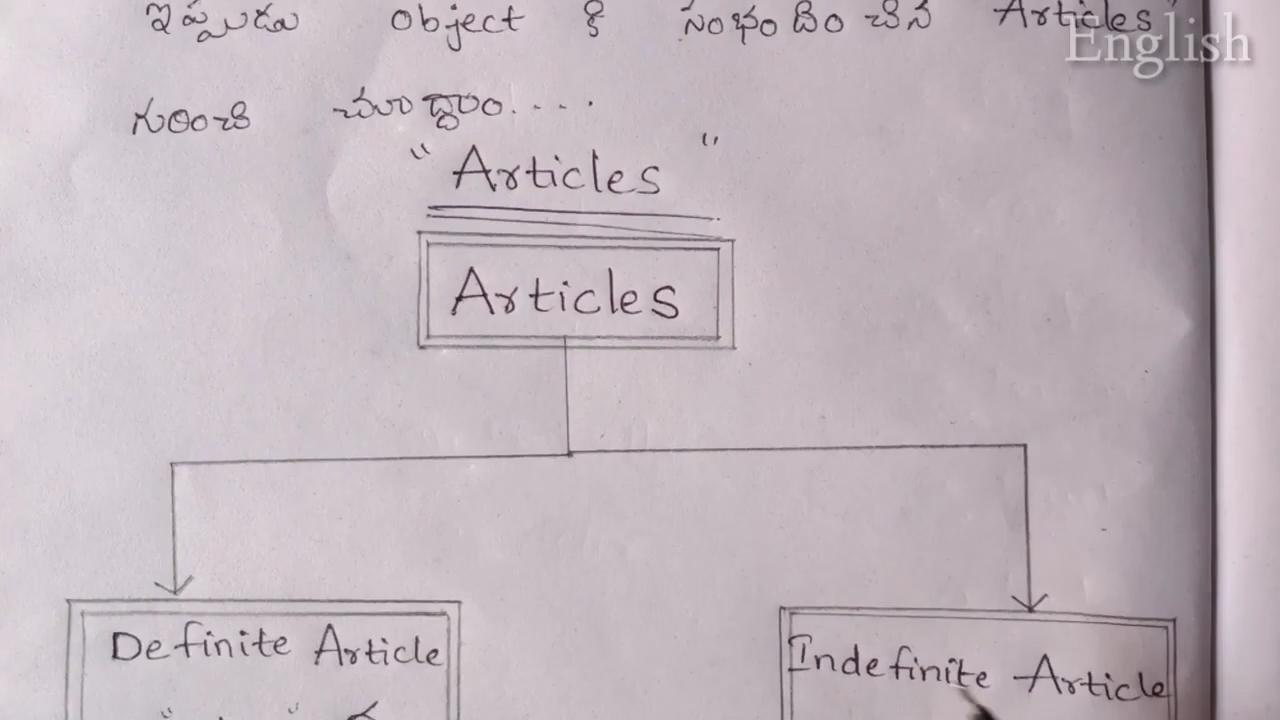 ఇప్పుడు object కి సంభందించిన Articles
English
గురించి చూద్దాం....
"Articles"
Articles
Definite Article
Indefinite Article